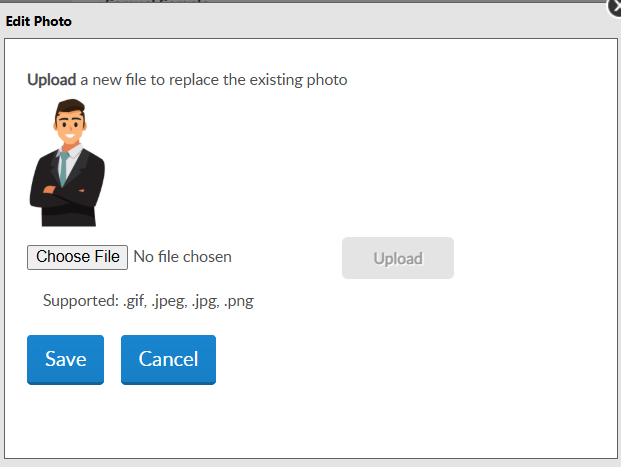 Edit Photo
Upload a new file to replace the existing photo
Choose File No file chosen
Upload
Supported: .gif, .jpeg, .jpg, .png
Save
Cancel